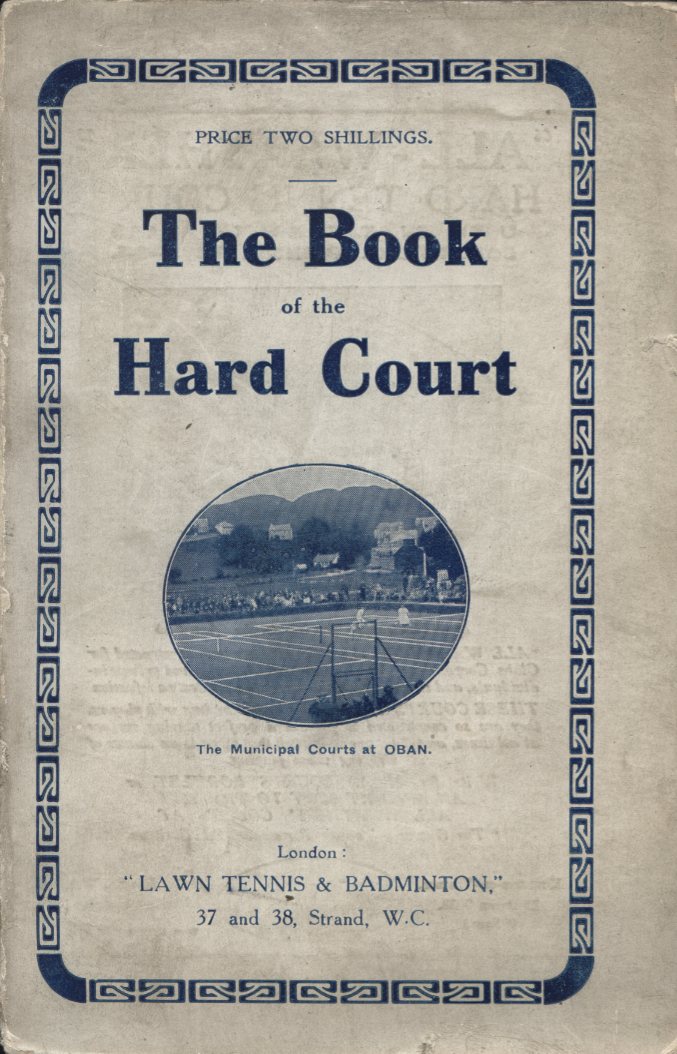 PRICE TWO SHILLINGS.
The Book
of the
Hard Court
The Municipal Courts at OBAN.
London :
“ LAWN TENNIS & BADMINTON,”
37 and 38, Strand, W.C.